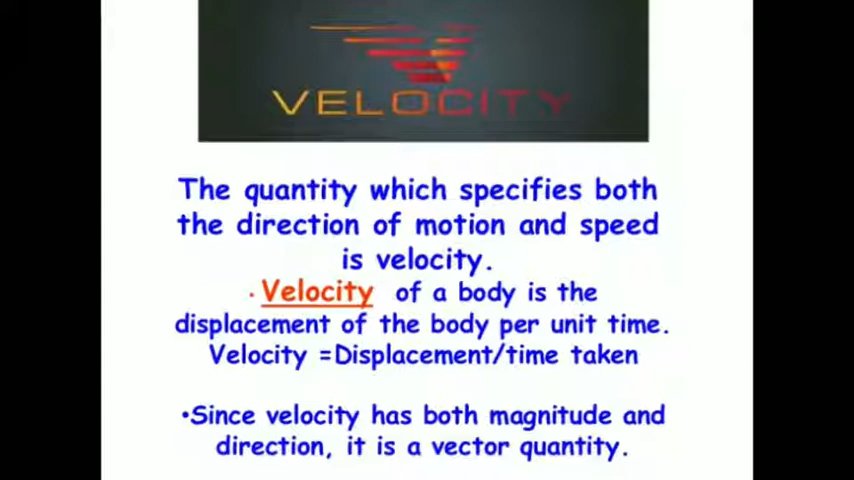 VELOCITY
The quantity which specifies both
the direction of motion and speed
is velocity.
• Velocity of a body is the
displacement of the body per unit time.
Velocity =Displacement/time taken
•Since velocity has both magnitude and
direction, it is a vector quantity.